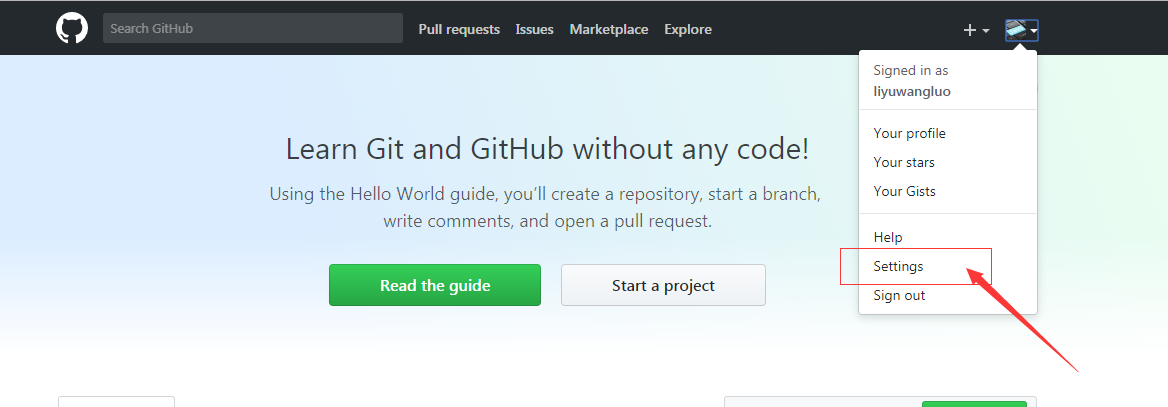 Search GitHub
Pull requests
Issues
Marketplace
Explore
Signed in as
liyuwangluo
Your profile
Your stars
Your Gists
Help
Settings
Sign out
Learn Git and GitHub without any code!
Using the Hello World guide, you’ll create a repository, start a branch,
write comments, and open a pull request.
Read the guide
Start a project